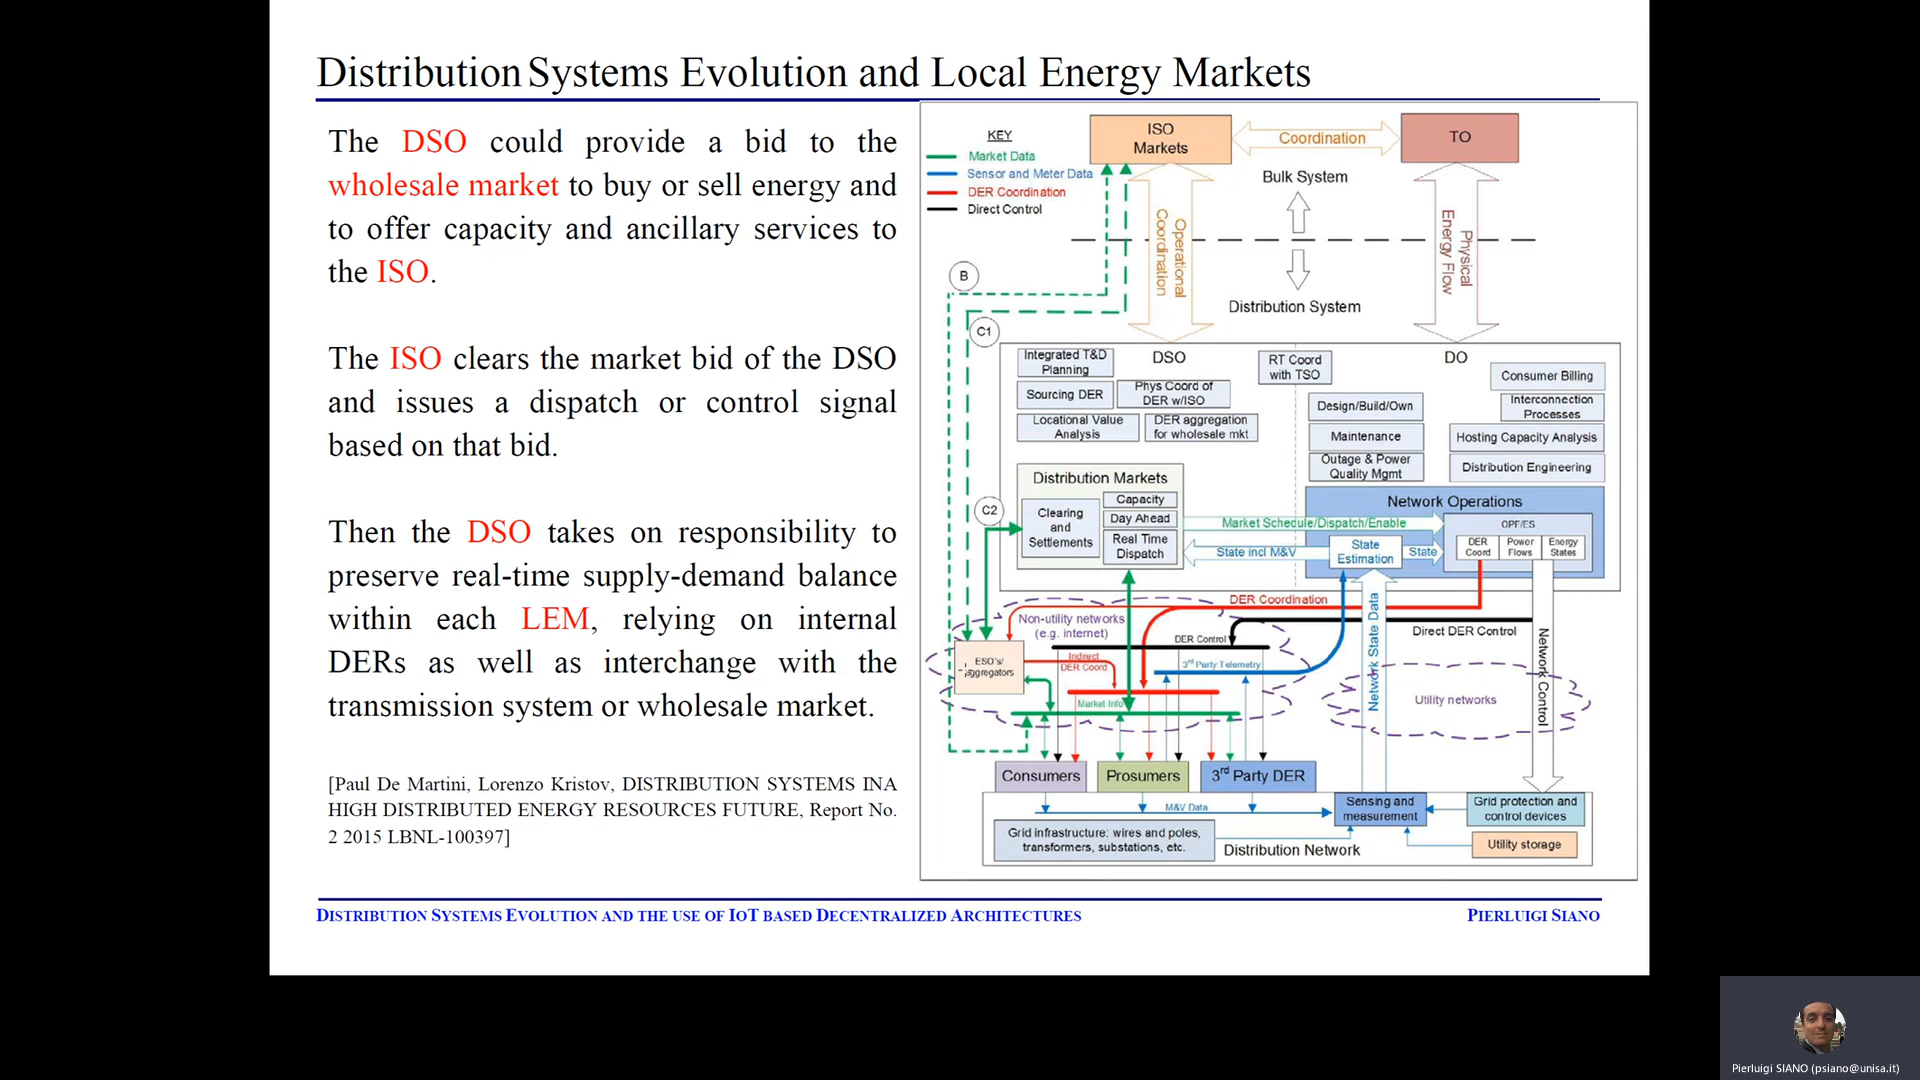 Distribution Systems Evolution and Local Energy Markets
The DSO could provide a bid to the
wholesale market to buy or sell energy and
to offer capacity and ancillary services to
the ISO.
The ISO clears the market bid of the DSO
and issues a dispatch or control signal
based on that bid.
Then the DSO takes on responsibility to
preserve real-time supply-demand balance
within each LEM, relying on internal
DERs as well as interchange with the
transmission system or wholesale market.
[Paul De Martini, Lorenzo Kristov, DISTRIBUTION SYSTEMS INA
HIGH DISTRIBUTED ENERGY RESOURCES FUTURE, Report No.
2 2015 LBNL-100397]
KEY
Market Data
Sensor and Meter Data
DER Coordination
Direct Control
ISO
Markets
Coordination
TO
Bulk System
Operational
Coordination
Physical
Energy Flow
Distribution System
B
C1
C2
DSO
Integrated T&D
Planning
Sourcing DER
Phys Coord of
DER w/ISO
Locational Value
Analysis
DER aggregation
for wholesale mkt
RT Coord
with TSO
DO
Consumer Billing
Design/Build/Own
Interconnection
Processes
Maintenance
Hosting Capacity Analysis
Outage & Power
Quality Mgmt
Distribution Engineering
Distribution Markets
Clearing
and
Settlements
Capacity
Day Ahead
Real Time
Dispatch
Network Operations
Market Schedule/Dispatch/Enable
State incl M&V
State
Estimation
State
OPF/ES
DER
Coord
Power
Flows
Energy
States
DER Coordination
Non-utility networks
(e.g. internet)
DER Control
Direct DER Control
ESO's/
aggregators
Indirect
DER Coord
3rd Party Telemetry
Market Info
Network State Data
Utility networks
Network Control
Consumers
Prosumers
3rd Party DER
M&V Data
Sensing and
measurement
Grid protection and
control devices
Grid infrastructure: wires and poles,
transformers, substations, etc.
Distribution Network
Utility storage
DISTRIBUTION SYSTEMS EVOLUTION AND THE USE OF IOT BASED DECENTRALIZED ARCHITECTURES
PIERLUIGI SIANO
Pierluigi SIANO (psiano@unisa.it)